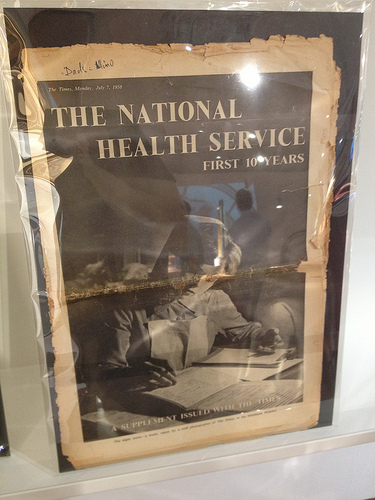 The Times, Monday, July 7, 1958
THE NATIONAL
HEALTH SERVICE
FIRST 10 YEARS
A SUPPLEMENT ISSUED WITH THE TIMES